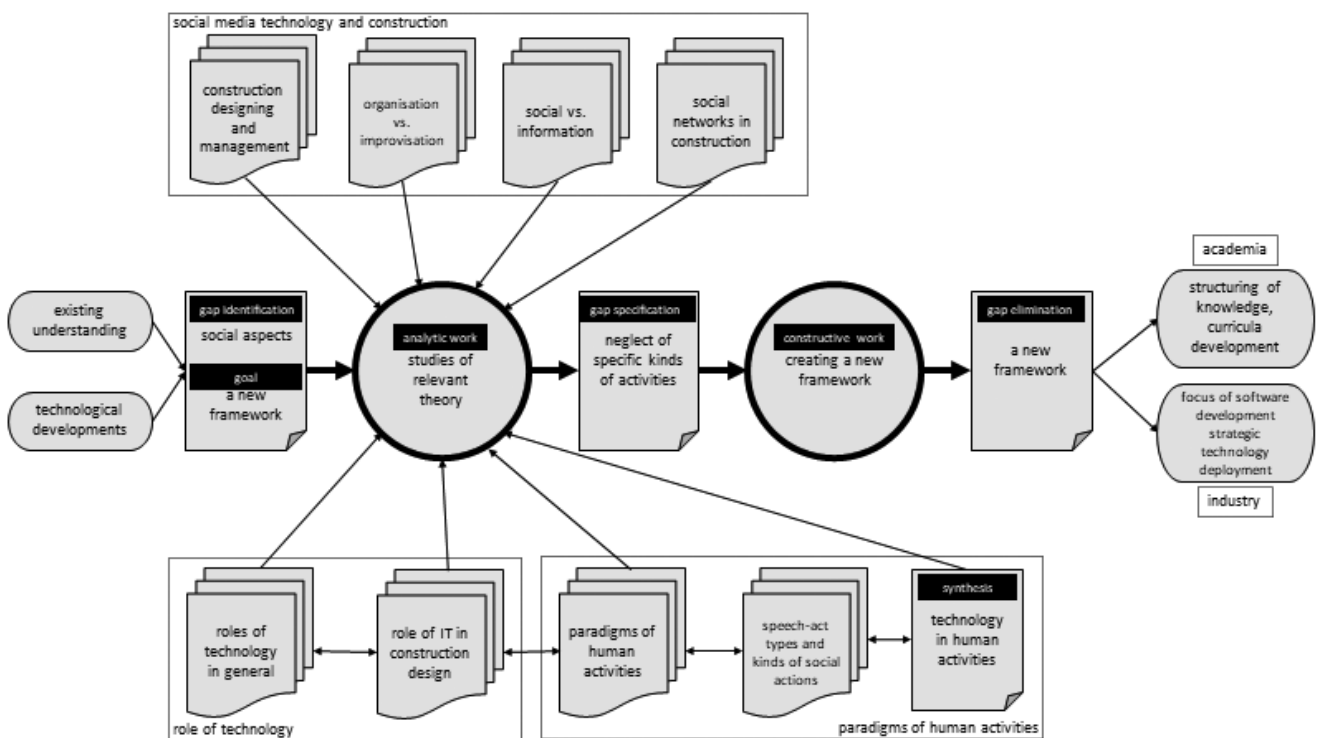 social media technology and construction
construction
designing
and
management
organisation
vs.
improvisation
social vs.
information
social
networks in
construction
existing
understanding
technological
developments
gap identification
social aspects
goal
a new
framework
analytic work
studies of
relevant
theory
gap specification
neglect of
specific kinds
of activities
constructive work
creating a new
framework
gap elimination
a new
framework
academia
structuring of
knowledge,
curricula
development
focus of software
development
strategic
technology
deployment
industry
roles of
technology
in general
role of IT in
construction
design
role of technology
paradigms of
human
activities
speech-act
types and
kinds of social
actions
synthesis
technology
in human
activities
paradigms of human activities